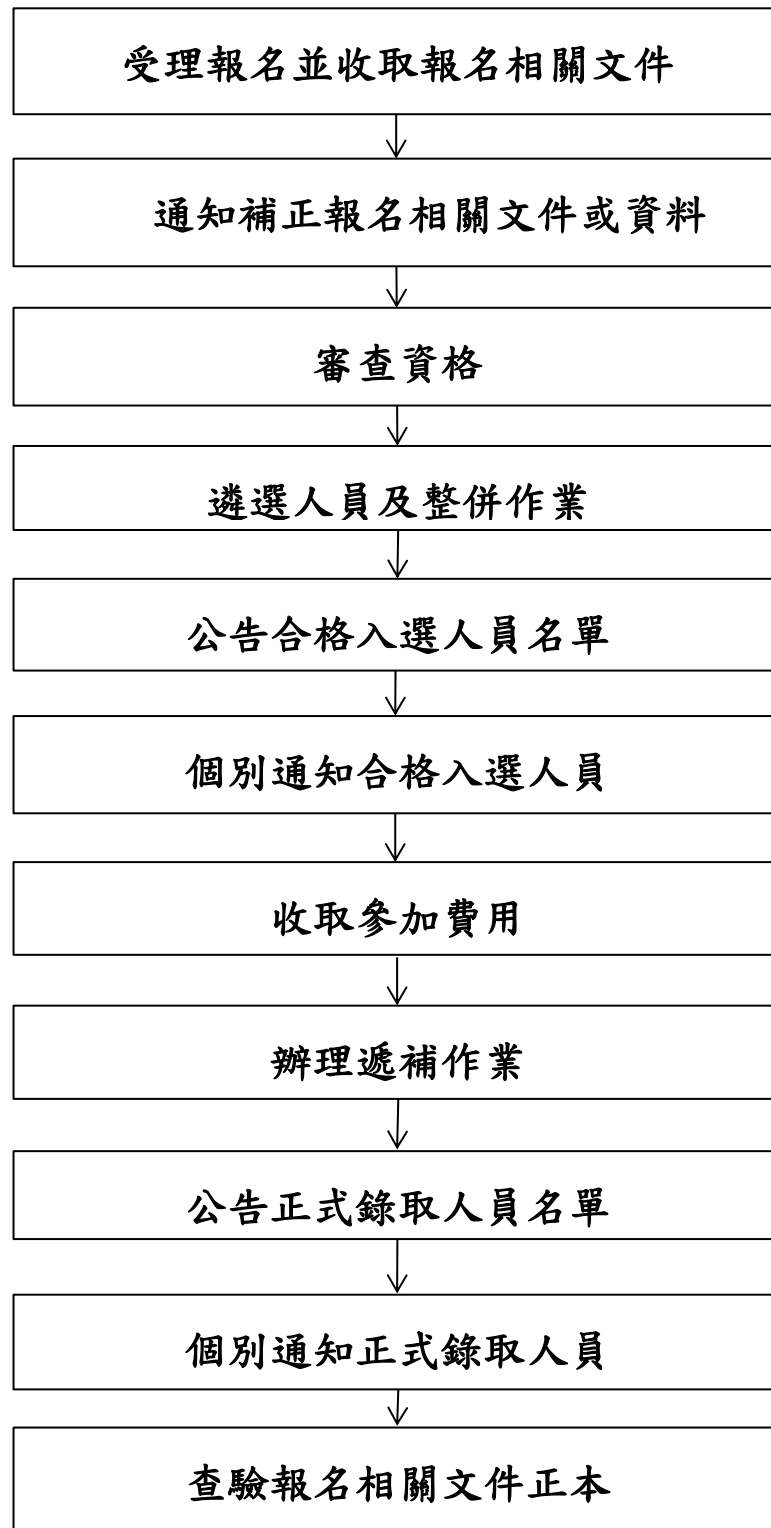 受理報名並收取報名相關文件
通知補正報名相關文件或資料
審查資格
遴選人員及整併作業
公告合格入選人員名單
個別通知合格入選人員
收取參加費用
辦理遞補作業
公告正式錄取人員名單
個別通知正式錄取人員
查驗報名相關文件正本